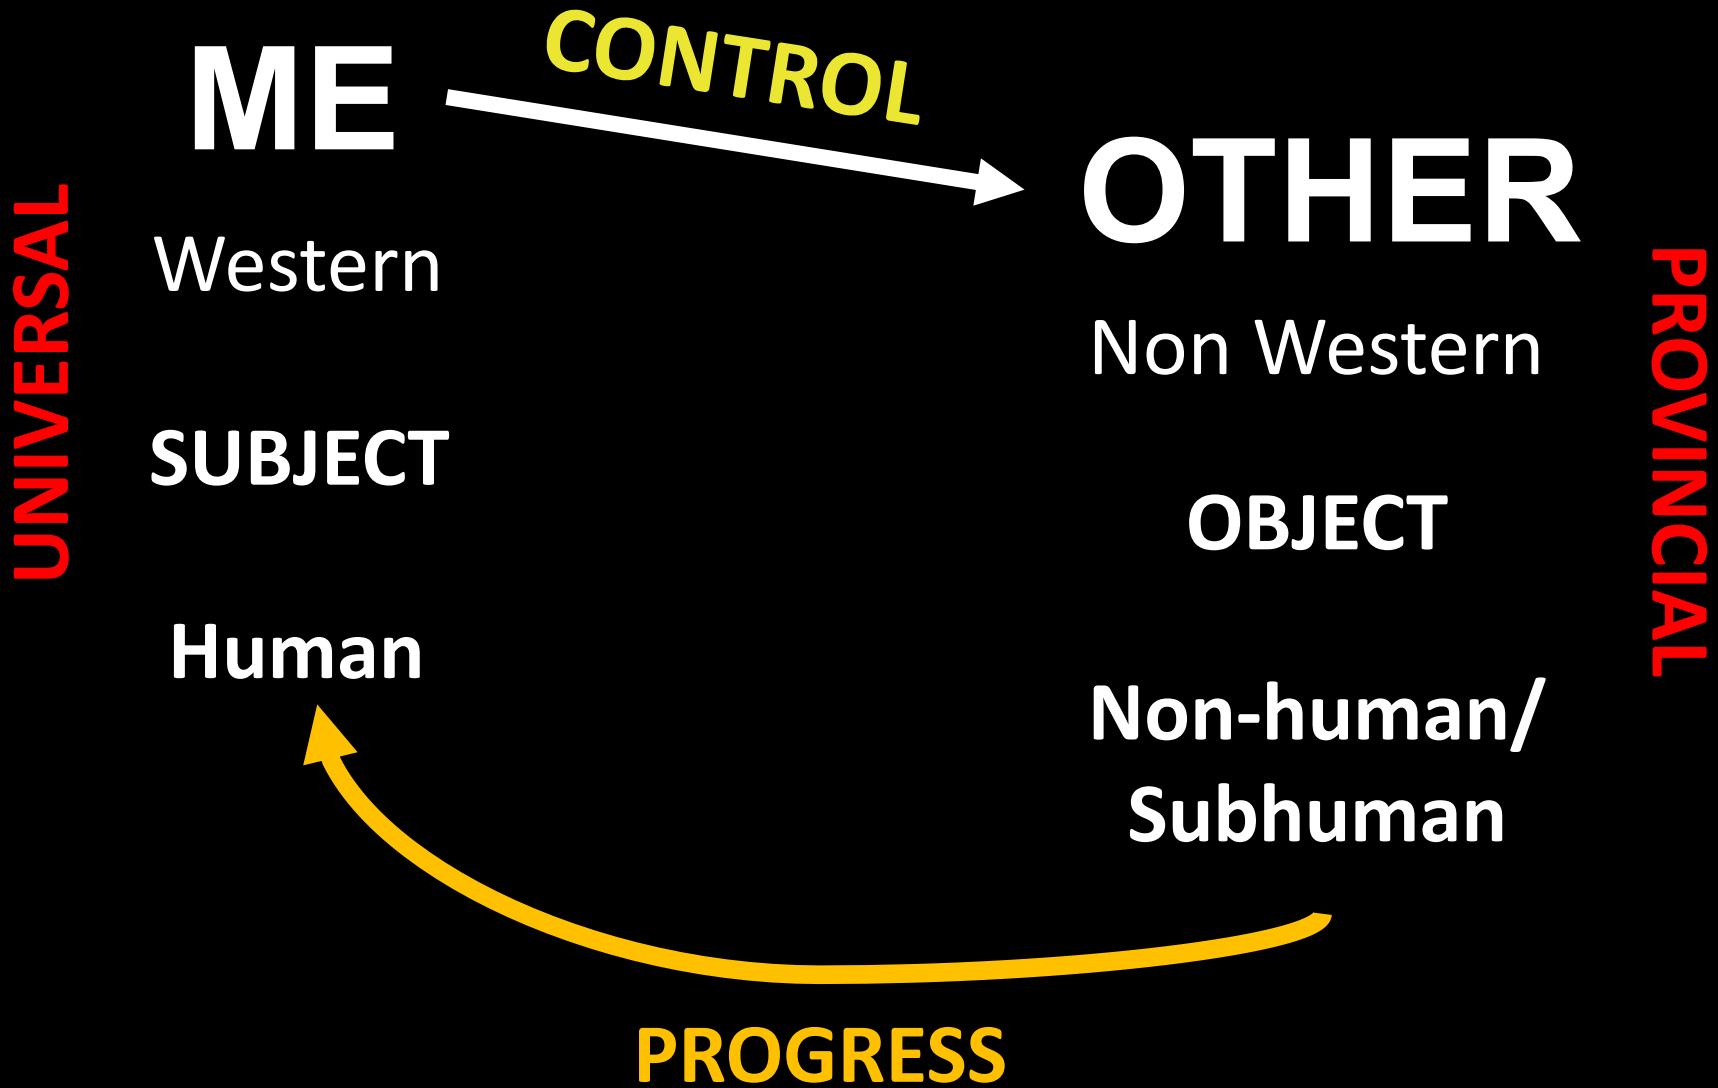 CONTROL
ME
OTHER
UNIVERSAL
Western
Non Western
PROVINCIAL
SUBJECT
OBJECT
Human
Non-human/
Subhuman
PROGRESS